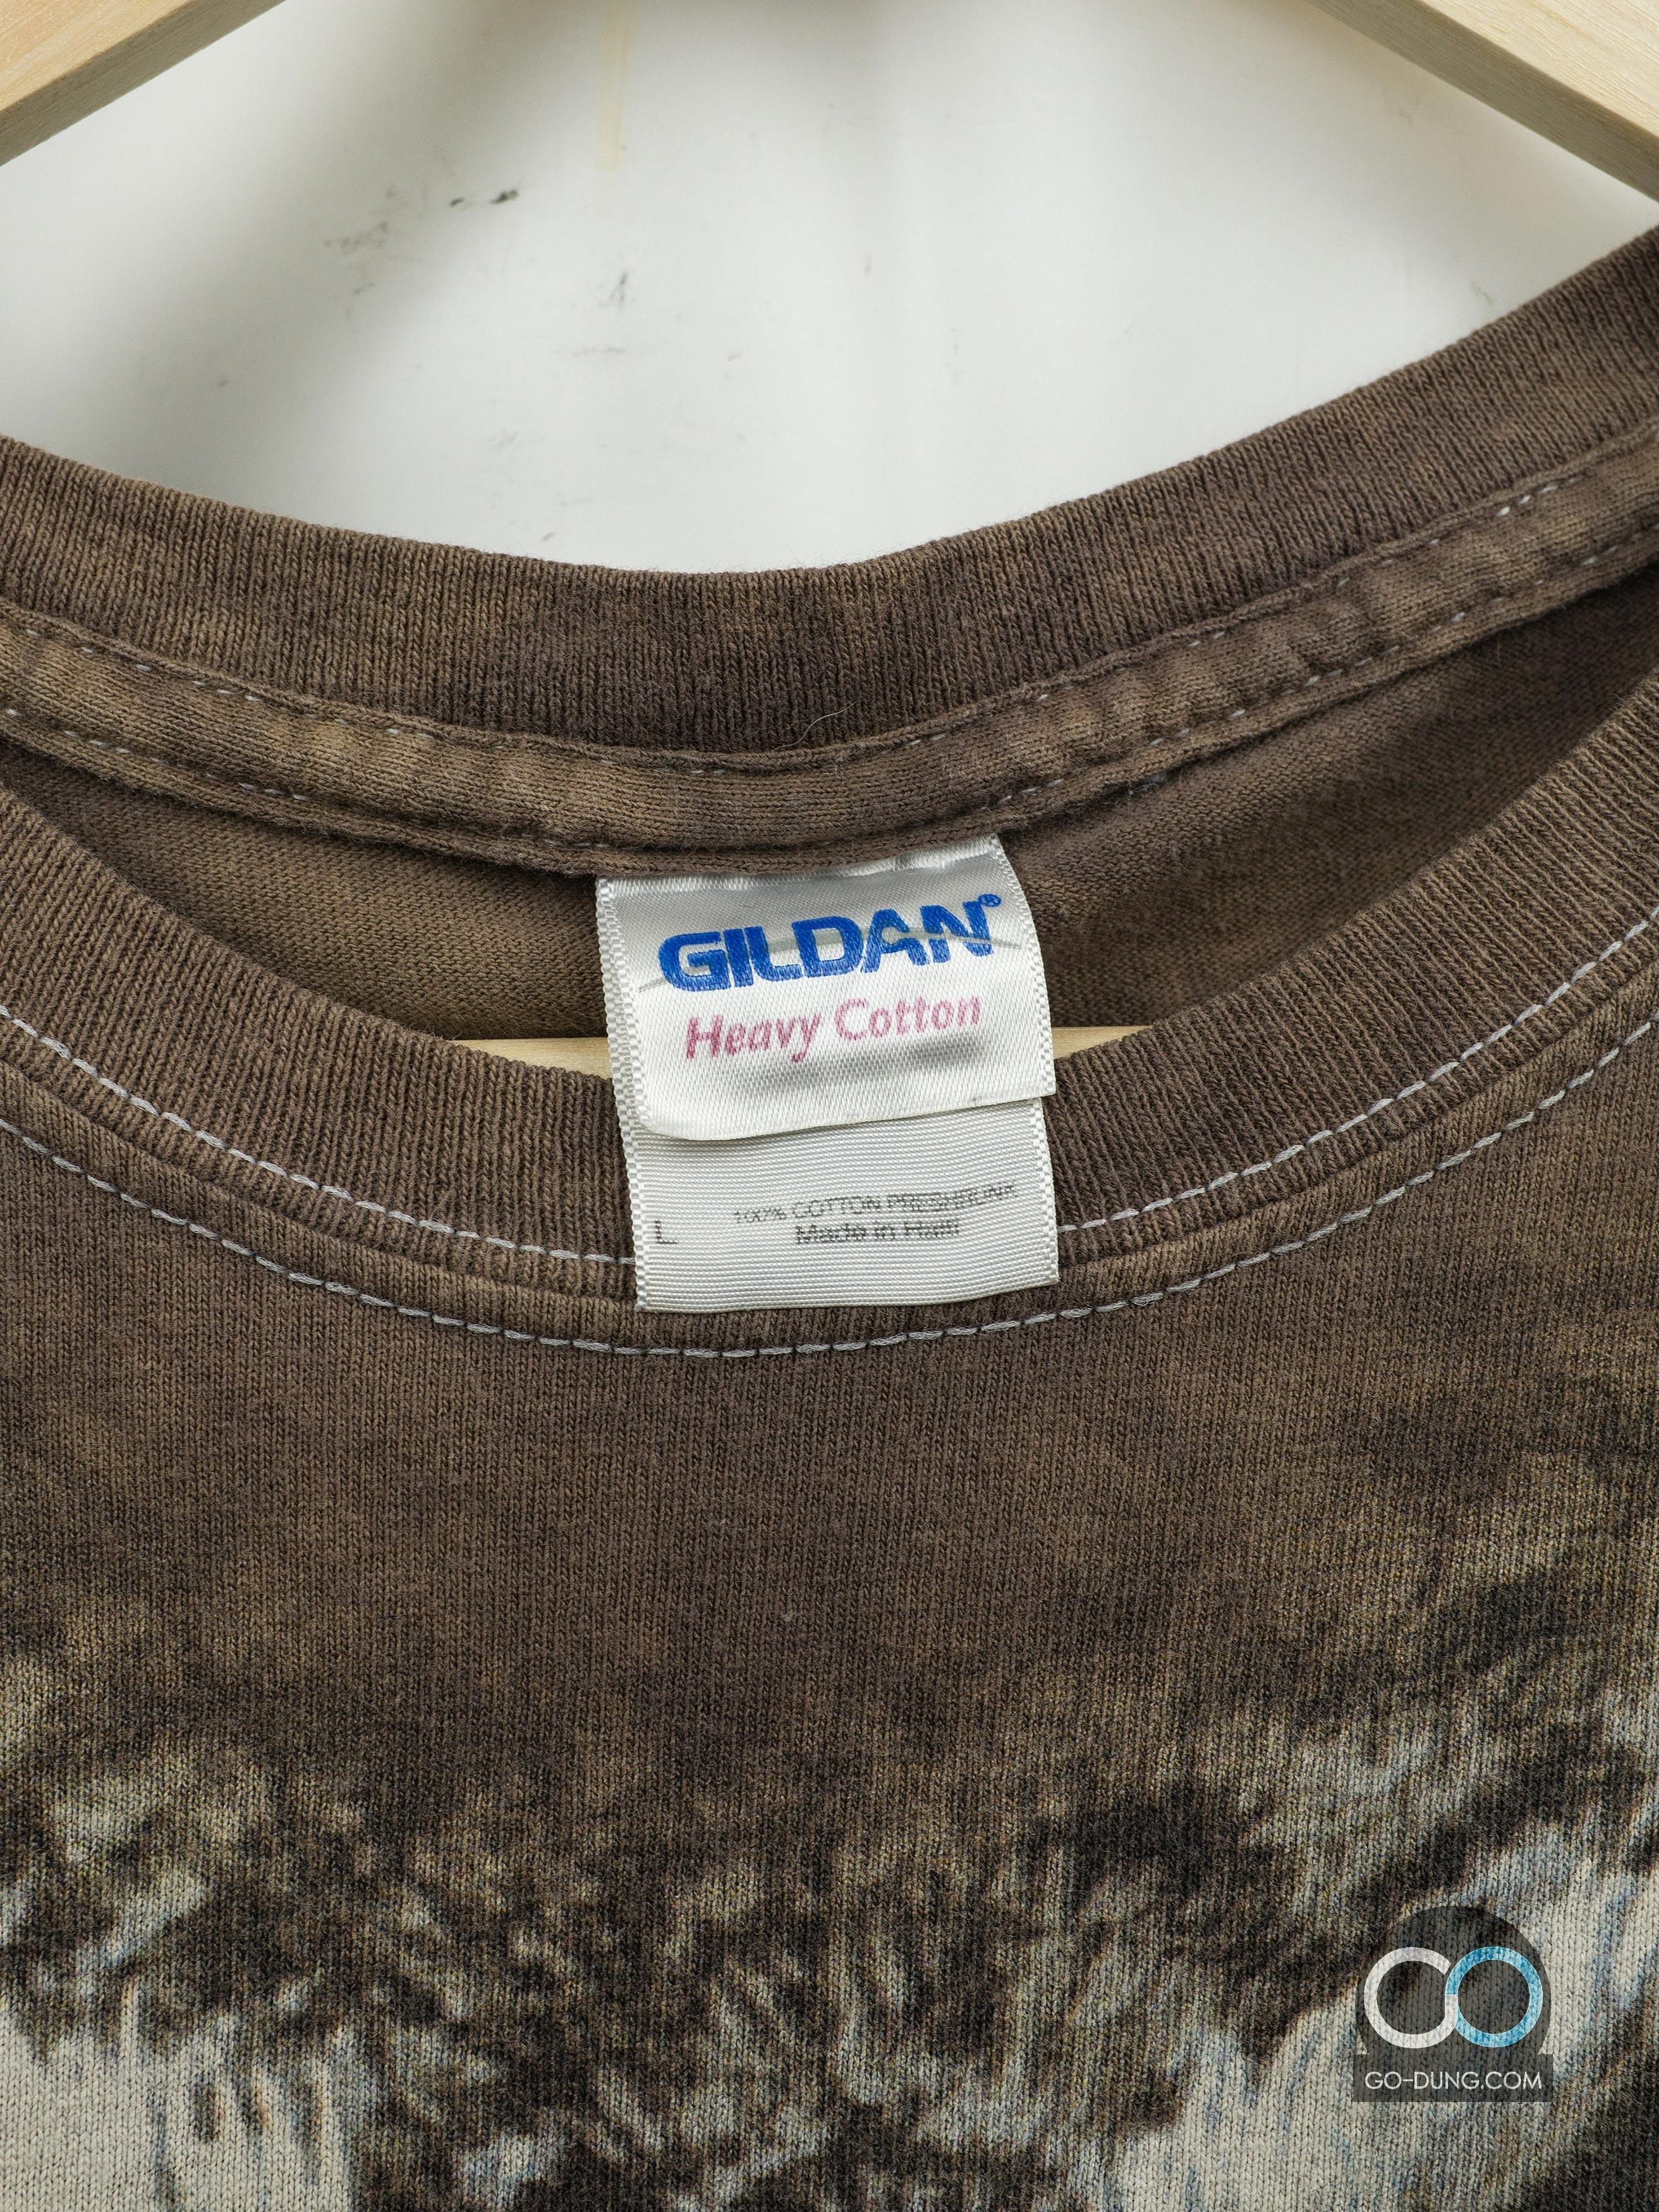 GILDAN®
Heavy Cotton
L
100% COTTON PRESHRUNK
Made in Haiti
GO-DUNG.COM